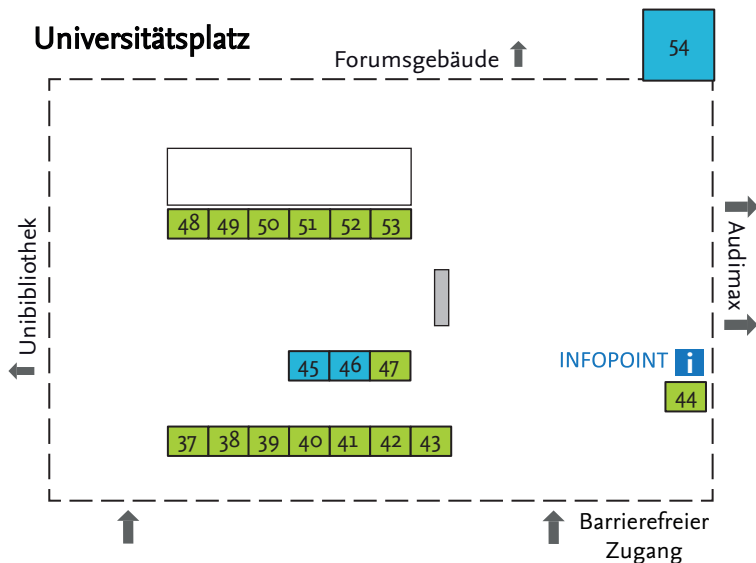 Universitätsplatz
Forumsgebäude
54
48 49 50 51 52 53
Unibibliothek
Audimax
45 46 47
INFOPOINT i
44
37 38 39 40 41 42 43
Barrierefreier
Zugang